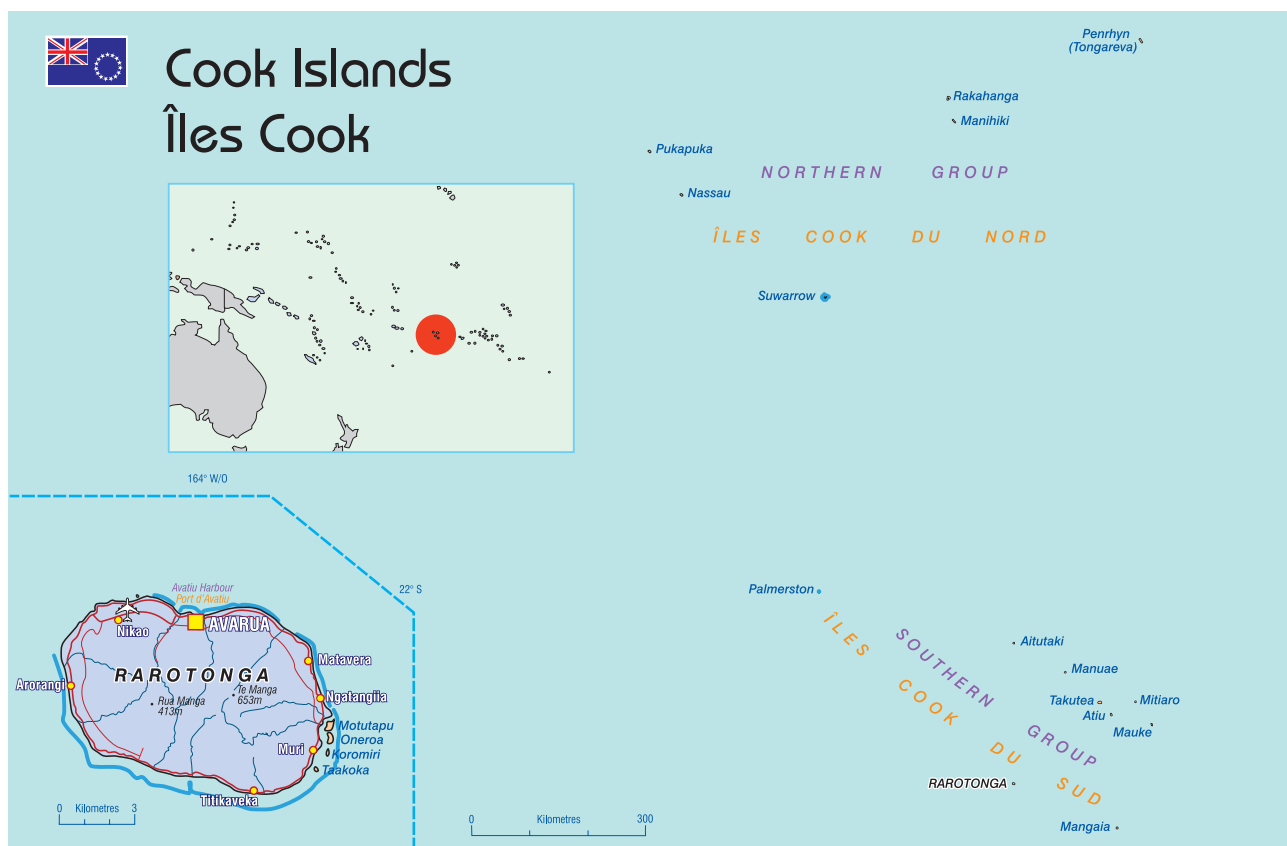 Cook Islands
Îles Cook
Penrhyn
(Tongareva)
Rakahanga
Manihiki
Pukapuka
NORTHERN GROUP
Nassau
ÎLES COOK DU NORD
Suwarrow
164° W/O
22° S
Avatiu Harbour
Port d'Avatiu
Nikao
AVARUA
RAROTONGA
Matavera
Arorangi
Te Manga
653m
Rua Manga
413m
Ngatangiia
Motutapu
Oneroa
Koromiri
Muri
Taakoka
Titikaveka
0 Kilometres 3
0 Kilometres 300
Palmerston
ÎLES COOK DU SUD
SOUTHERN GROUP
Aitutaki
Manuae
Takutea
Mitiaro
Atiu
Mauke
RAROTONGA
Mangaia